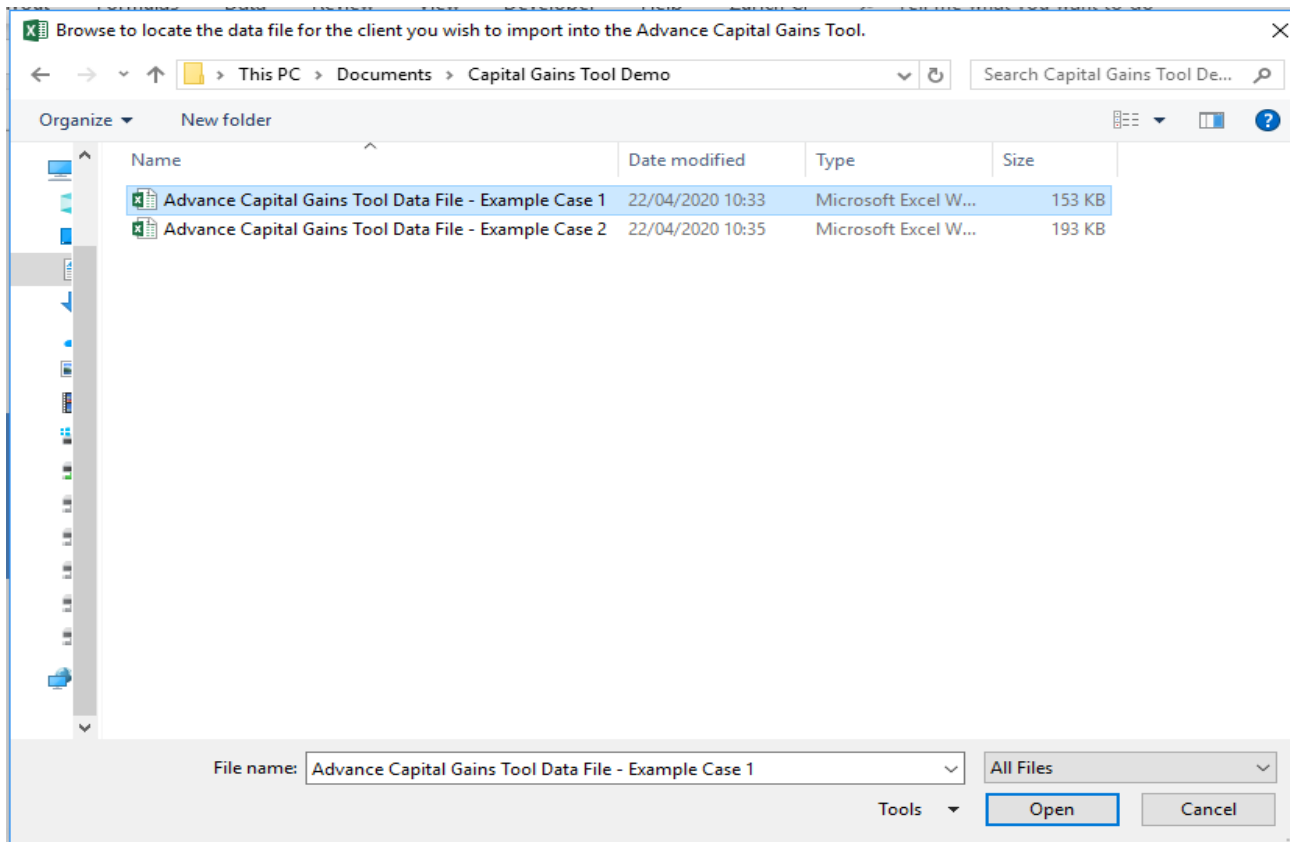 Browse to locate the data file for the client you wish to import into the Advance Capital Gains Tool.
This PC > Documents > Capital Gains Tool Demo
Search Capital Gains Tool De...
Organize New folder
Name Date modified Type Size
Advance Capital Gains Tool Data File - Example Case 1 22/04/2020 10:33 Microsoft Excel W... 153 KB
Advance Capital Gains Tool Data File - Example Case 2 22/04/2020 10:35 Microsoft Excel W... 193 KB
File name: Advance Capital Gains Tool Data File - Example Case 1 All Files
Tools Open Cancel